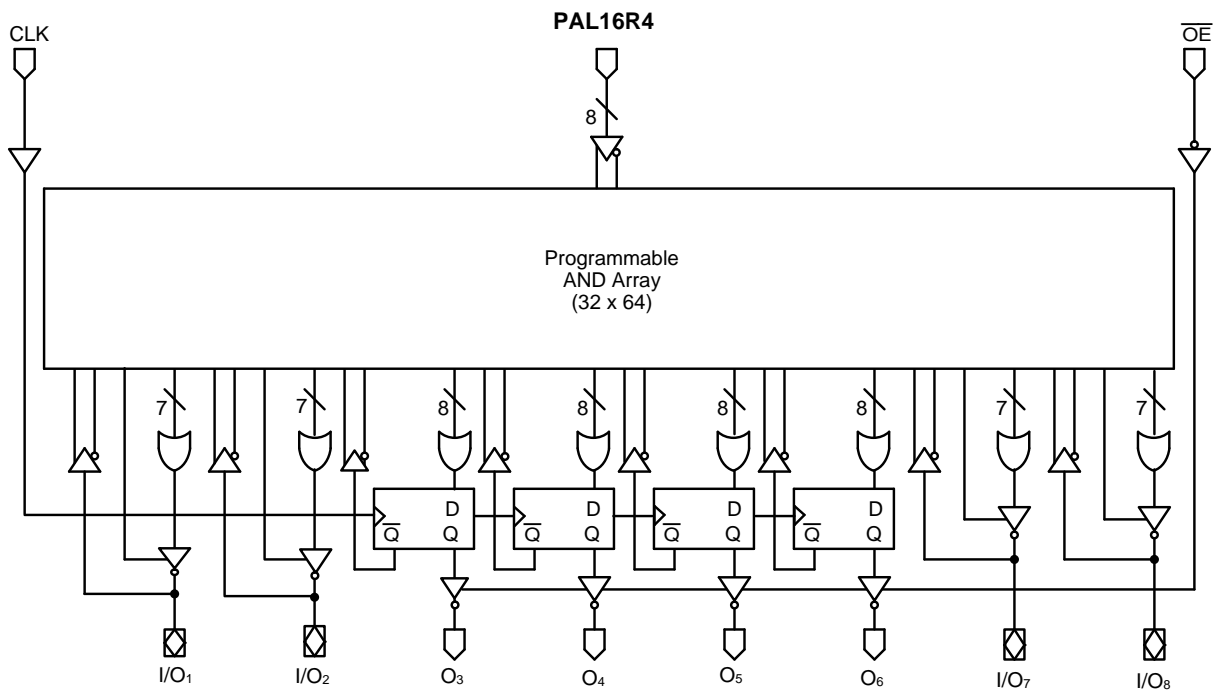 PAL16R4
CLK
OE
8
Programmable
AND Array
(32 x 64)
7
7
8
8
8
8
7
7
D
D
D
D
Q
Q
Q
Q
Q
Q
Q
Q
I/O1
I/O2
O3
O4
O5
O6
I/O7
I/O8